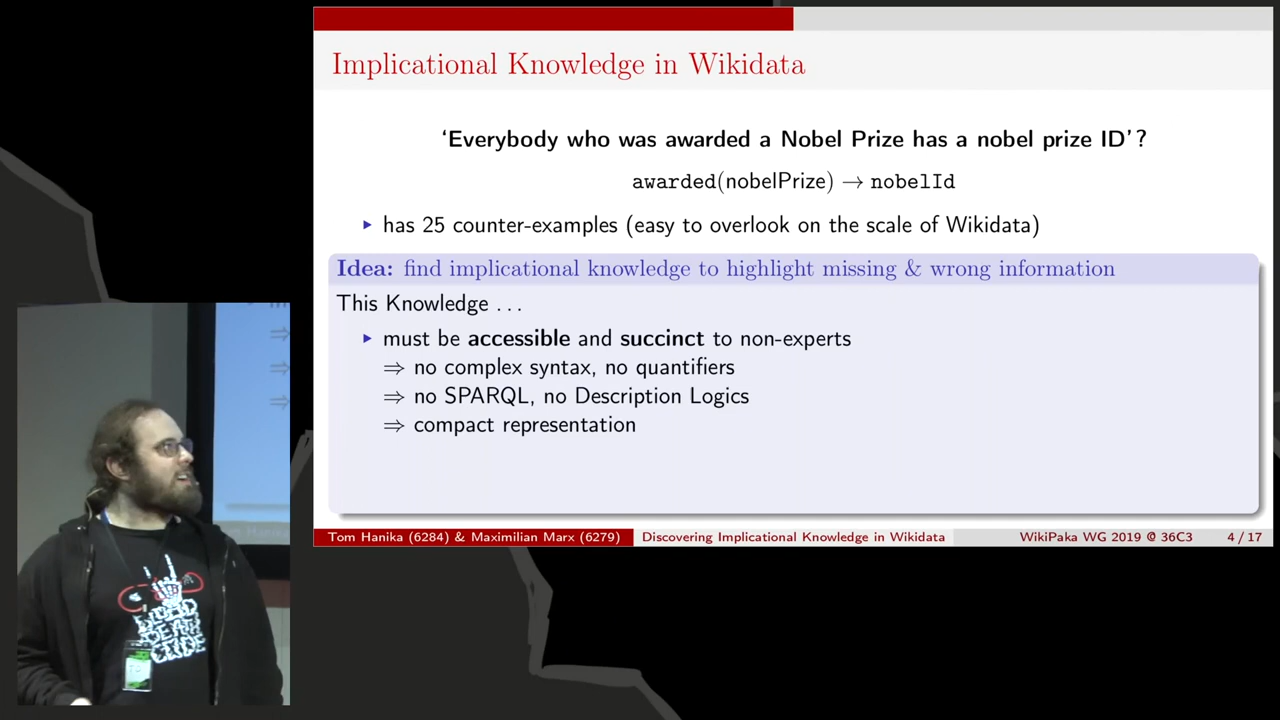 Implicational Knowledge in Wikidata
‘Everybody who was awarded a Nobel Prize has a nobel prize ID’?
awarded(nobelPrize) → nobelId
▸ has 25 counter-examples (easy to overlook on the scale of Wikidata)
Idea: find implicational knowledge to highlight missing & wrong information
This Knowledge ...
▸ must be accessible and succinct to non-experts
⇒ no complex syntax, no quantifiers
⇒ no SPARQL, no Description Logics
⇒ compact representation
Tom Hanika (6284) & Maximilian Marx (6279) Discovering Implicational Knowledge in Wikidata WikiPaka WG 2019 @ 36C3 4 / 17